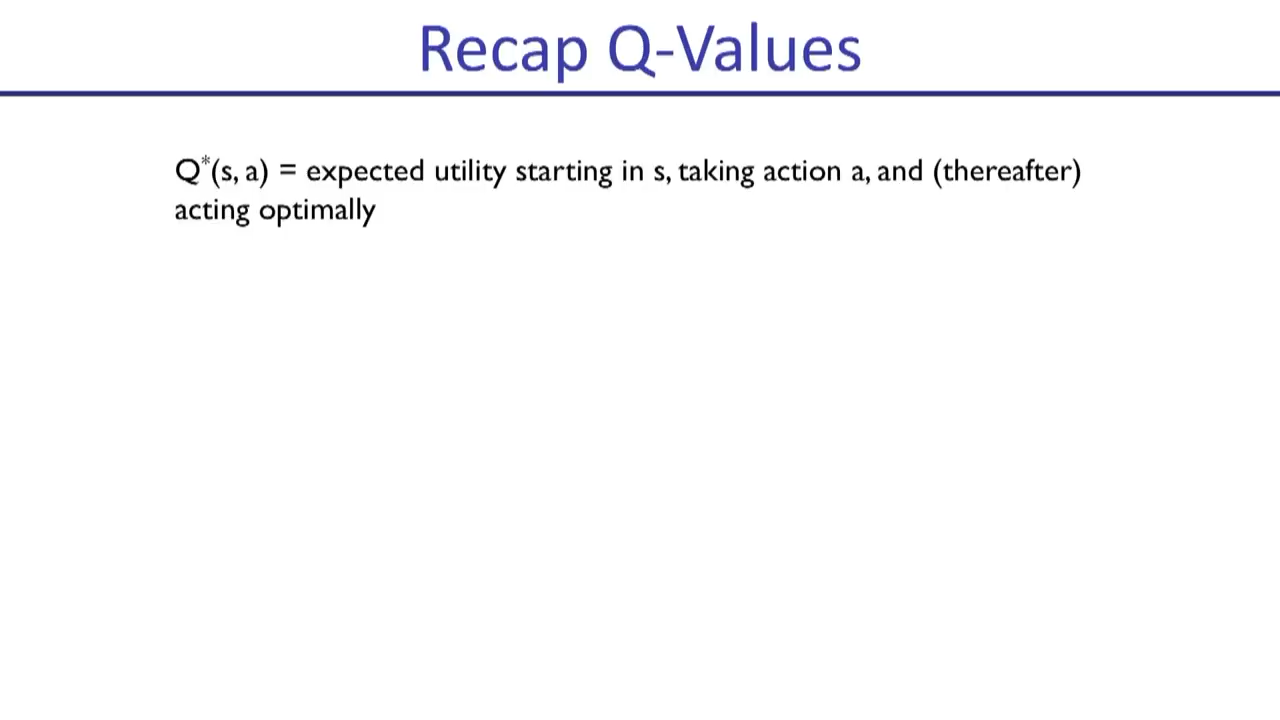 Recap Q-Values
Q*(s, a) = expected utility starting in s, taking action a, and (thereafter)
acting optimally